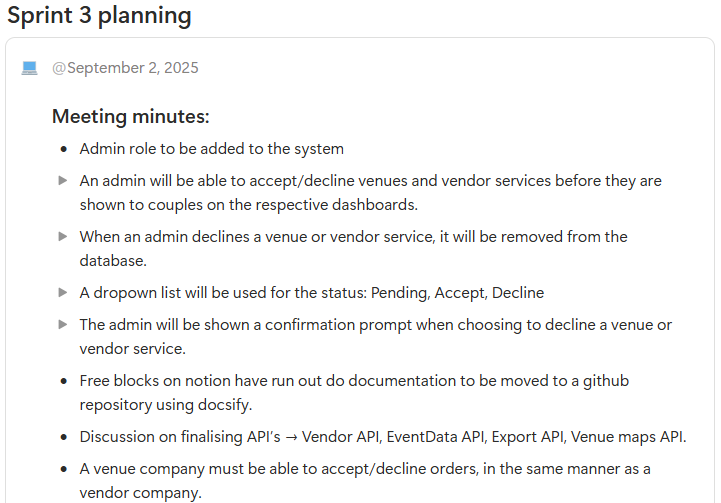 Sprint 3 planning
@September 2, 2025
Meeting minutes:
• Admin role to be added to the system
▶ An admin will be able to accept/decline venues and vendor services before they are
shown to couples on the respective dashboards.
▶ When an admin declines a venue or vendor service, it will be removed from the
database.
▶ A dropown list will be used for the status: Pending, Accept, Decline
▶ The admin will be shown a confirmation prompt when choosing to decline a venue or
vendor service.
• Free blocks on notion have run out do documentation to be moved to a github
repository using docsify.
• Discussion on finalising API’s → Vendor API, EventData API, Export API, Venue maps API.
• A venue company must be able to accept/decline orders, in the same manner as a
vendor company.